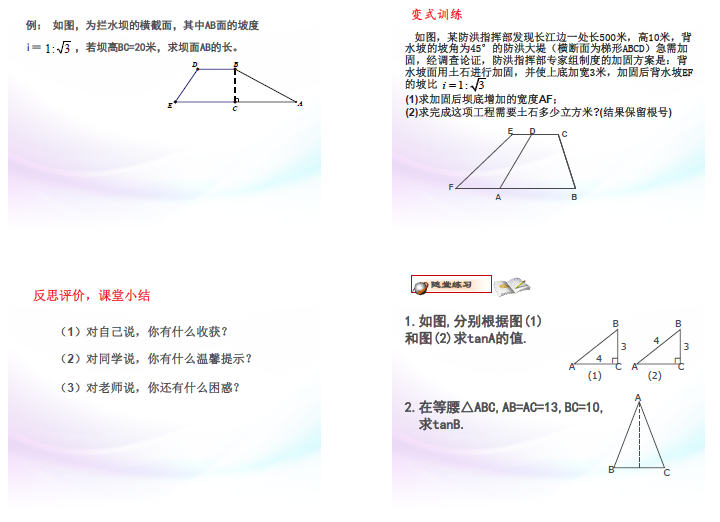 例：  如图，为拦水坝的横截面，其中AB面的坡度
i＝ 1:√3 ，若坝高BC=20米，求坝面AB的长。
D
B
E
C
A
变式训练
如图，某防洪指挥部发现长江边一处长500米，高10米，背
水坡的坡角为45°的防洪大堤（横断面为梯形ABCD）急需加
固，经调查论证，防洪指挥部专家组制度的加固方案是：背
水坡面用土石进行加固，并使上底加宽3米，加固后背水坡EF
的坡比 i=1:√3
(1)求加固后坝底增加的宽度AF；
(2)求完成这项工程需要土石多少立方米?(结果保留根号)
E
D
C
F
A
B
反思评价，课堂小结
（1）对自己说，你有什么收获？
（2）对同学说，你有什么温馨提示？
（3）对老师说，你还有什么困惑？
随堂练习
1.如图,分别根据图(1)
和图(2)求tanA的值.
B
3
4
A
C
(1)
B
4
3
A
C
(2)
2.在等腰△ABC,AB=AC=13,BC=10,
求tanB.
A
B
C